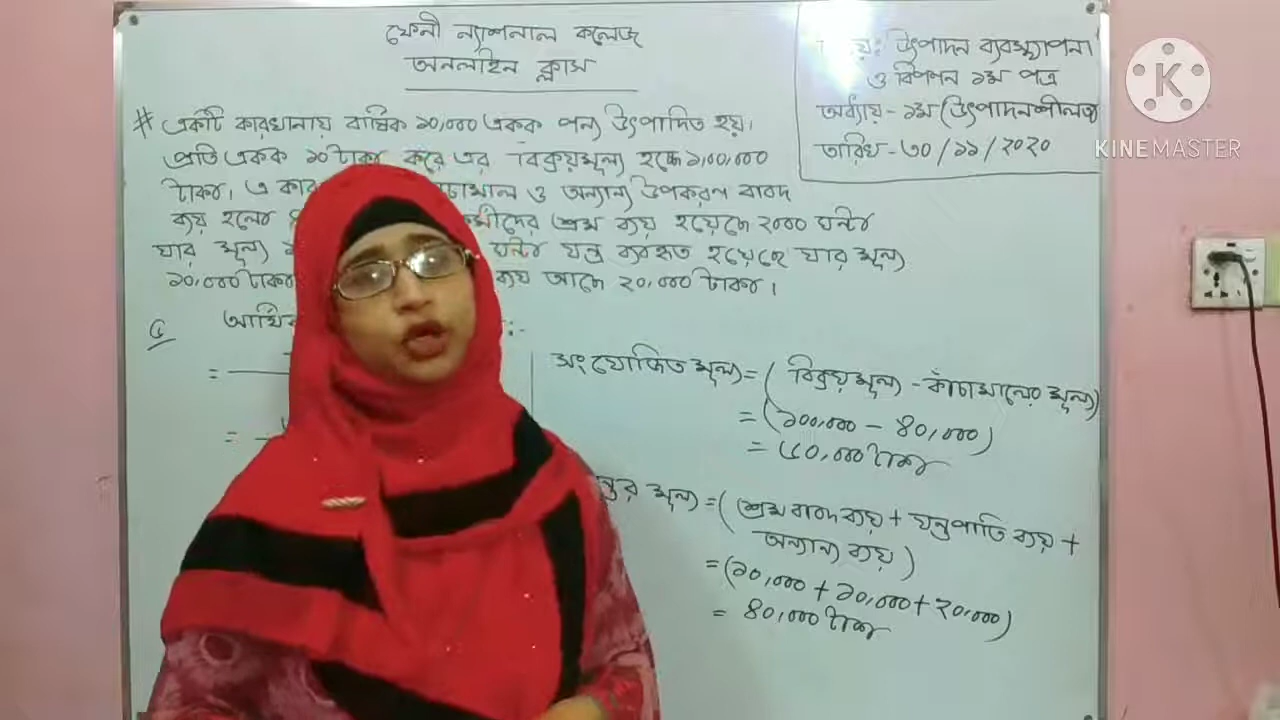 ফেনী ন্যাশনাল কলেজ
অনলাইন ক্লাস
উৎপাদন ব্যবস্থাপনা
ও বিপণন ১ম পত্র
অধ্যায় - ১ম (উৎপাদনশীলতা
তারিখ - ৩০/১১/২০২০
K
KINEMASTER
# একটি কারখানায় বার্ষিক ১০,০০০ একক পন্য উৎপাদিত হয়।
প্রতি একক ১০ টাকা করে এর বিক্রয়মূল্য হচ্ছে ১,০০,০০০
টাকা। এ ও অন্যান্য উপকরণ বাবদ
ব্যয় হলো শ্রম ব্যয় হয়েছে ২০০০ ঘন্টা
যার মূল্য ঘন্টা যন্ত্র ব্যবহৃত হয়েছে যার মূল্য
১০,০০০ টাকা ব্যয় আছে ২০,০০০ টাকা।
=
=
সংযোজিত মূল্য = (বিক্রয়মূল্য - কাঁচামালের মূল্য)
= (১০০,০০০ - ৪০,০০০)
= ৬০,০০০ টাকা
মূল্য = (শ্রম বাবদ ব্যয় + যন্ত্রপাতি ব্যয় +
অন্যান্য ব্যয়)
= (১০,০০০ + ১০,০০০ + ২০,০০০)
= ৪০,০০০ টাকা